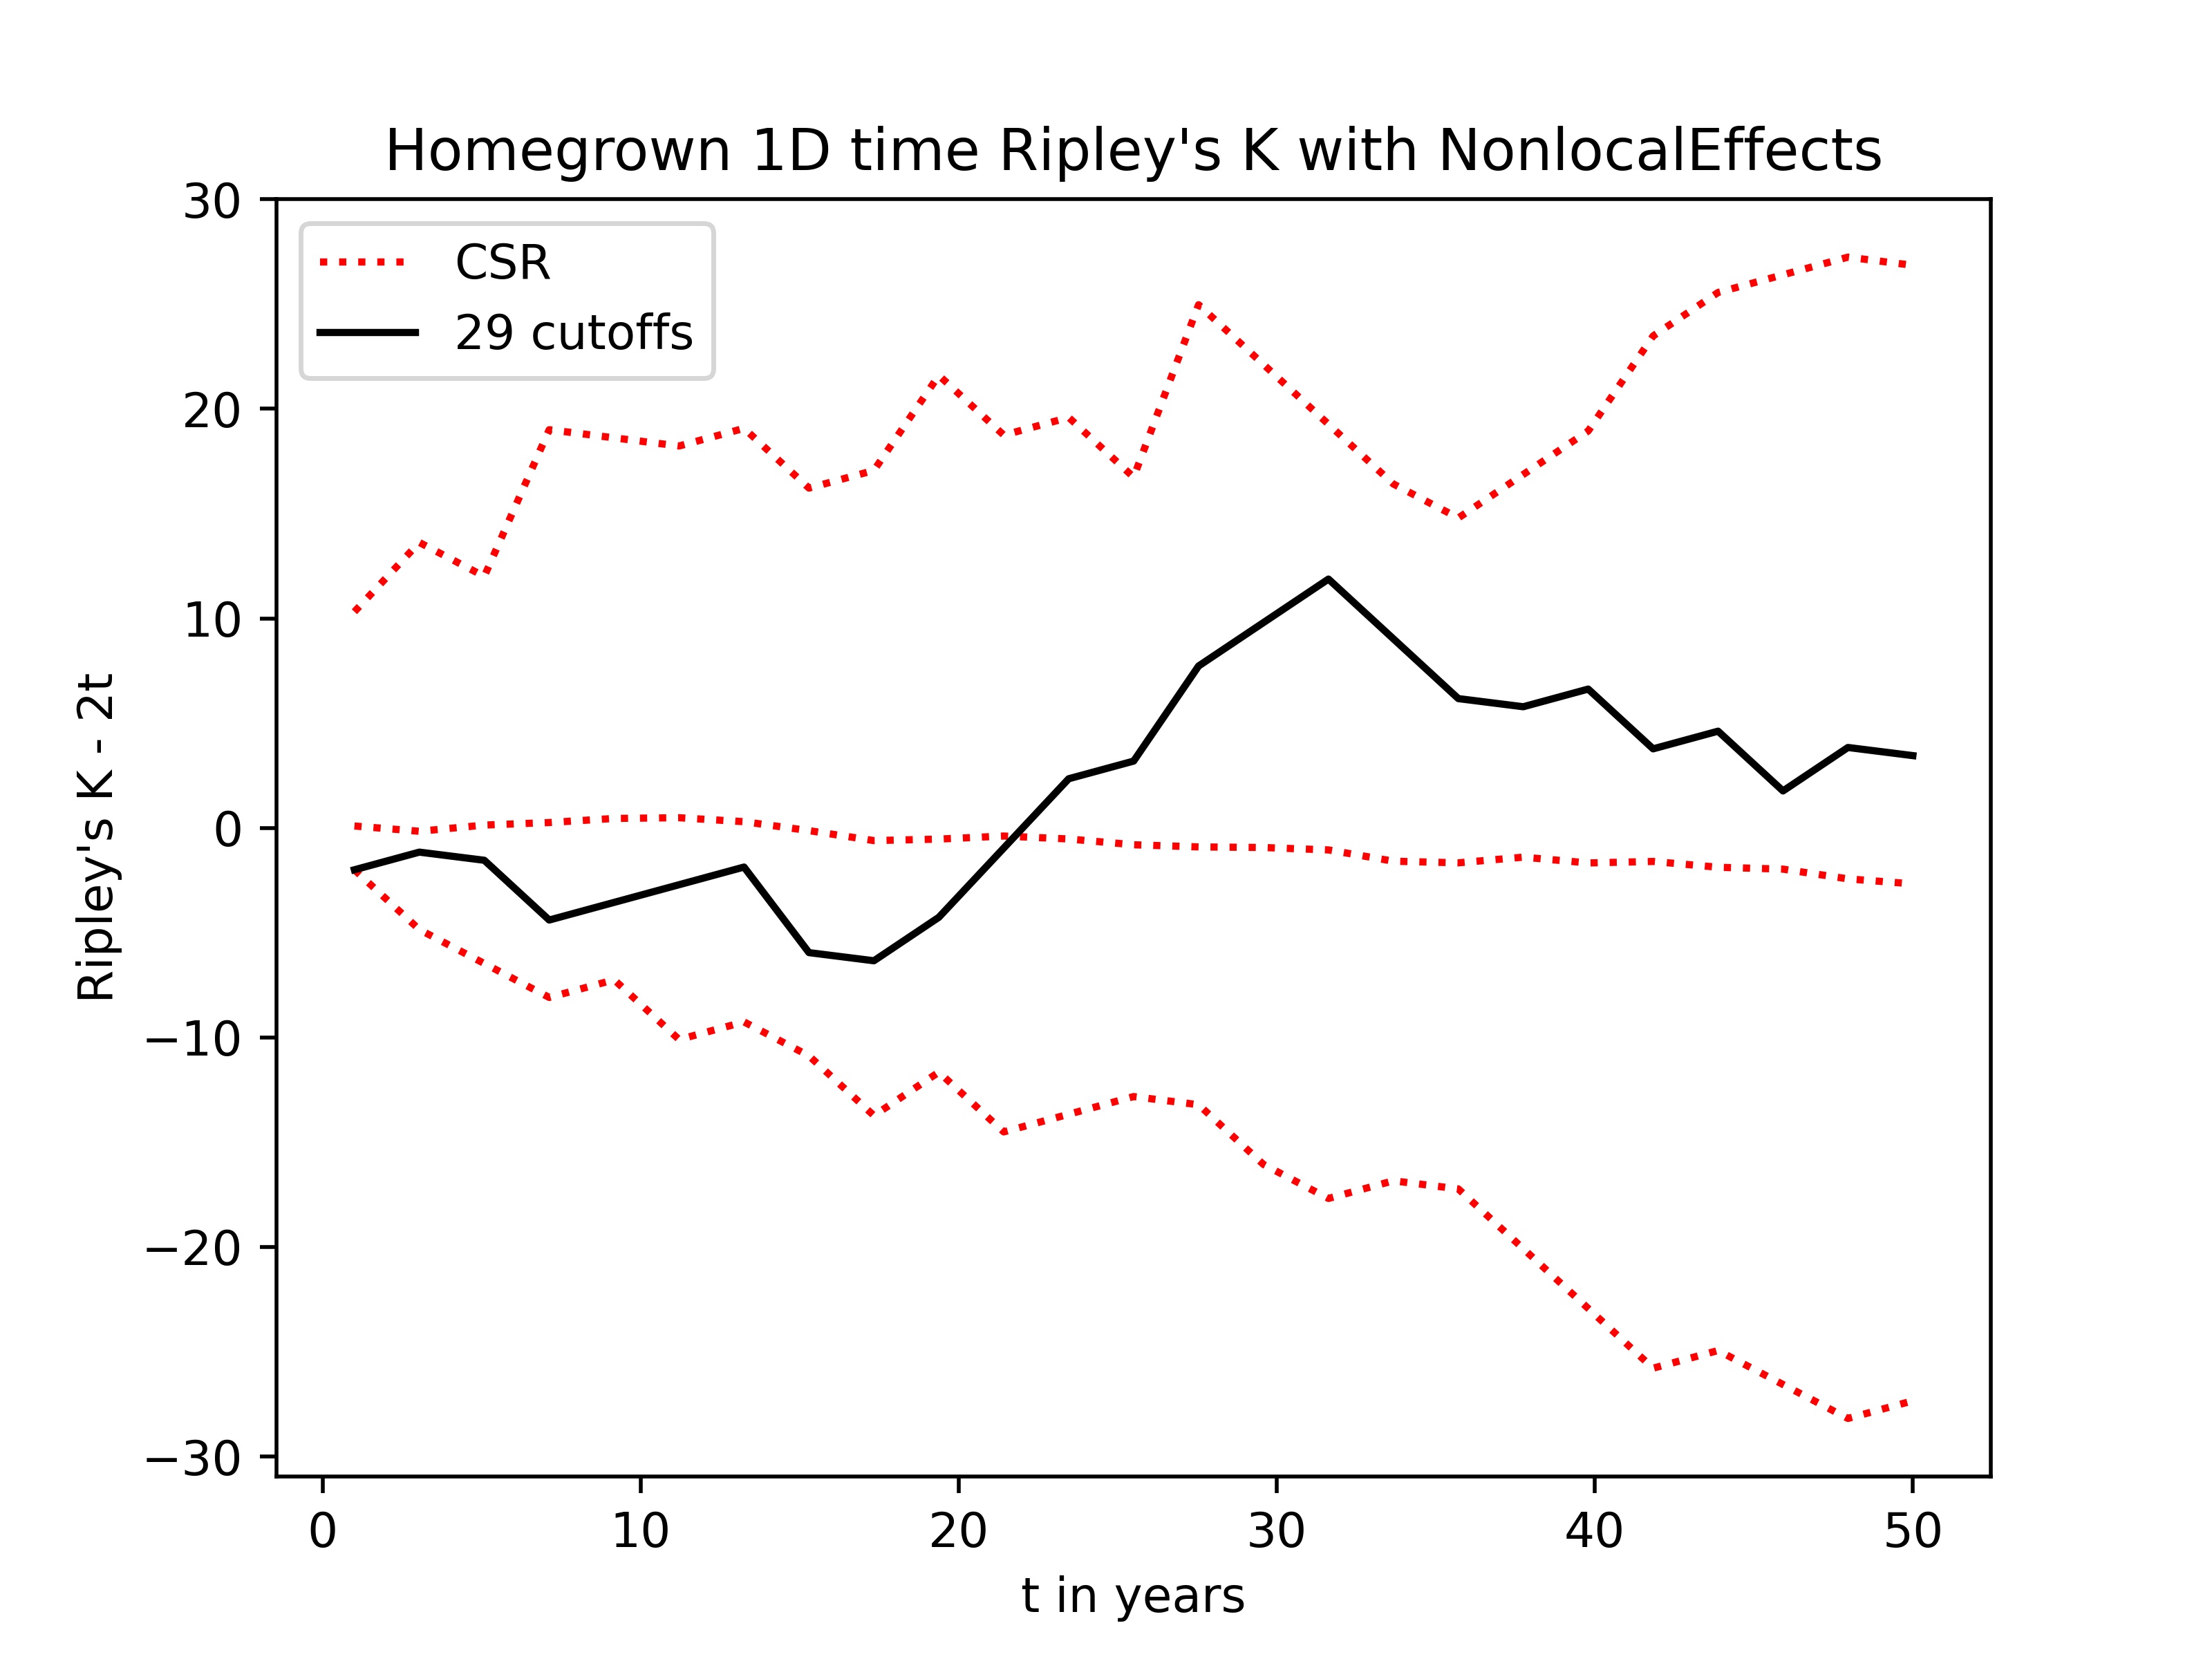 Homegrown 1D time Ripley's K with NonlocalEffects
CSR
29 cutoffs
Ripley's K - 2t
30
20
10
0
−10
−20
−30
0 10 20 30 40 50
t in years